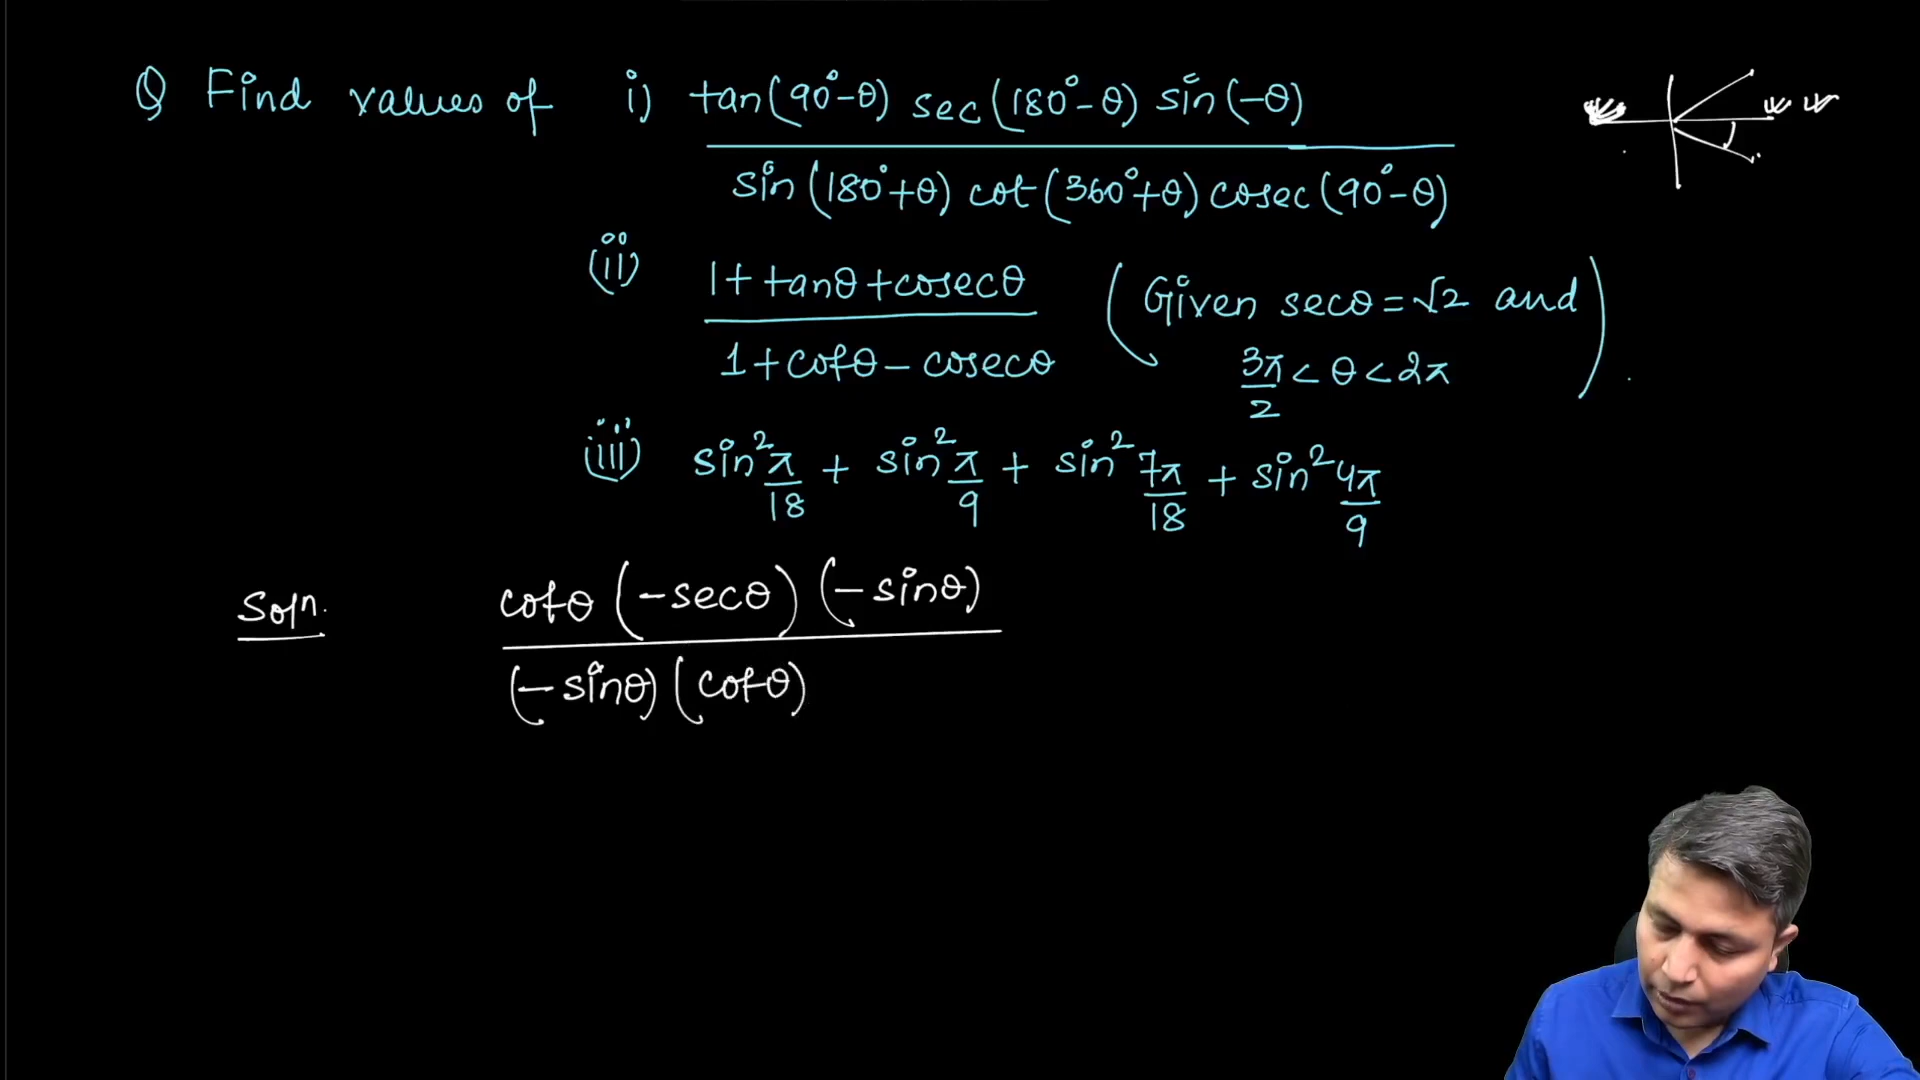 Q Find values of i) tan(90°-θ) sec(180°-θ) sin(-θ)
sin(180°+θ) cot(360°+θ) cosec(90°-θ)
(ii) 1+tanθ+cosecθ
1+cotθ-cosecθ
(Given secθ=√2 and
3π/2<θ<2π).
(iii) sin²π/18 + sin²π/9 + sin²7π/18 + sin²4π/9
Soln. cotθ(-secθ)(-sinθ)
(-sinθ)(cotθ)